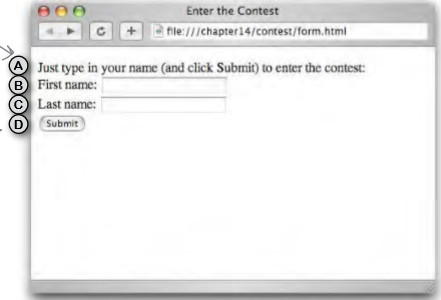 Enter the Contest
file:///chapter14/contest/form.html
A Just type in your name (and click Submit) to enter the contest:
B First name:
C Last name:
D Submit